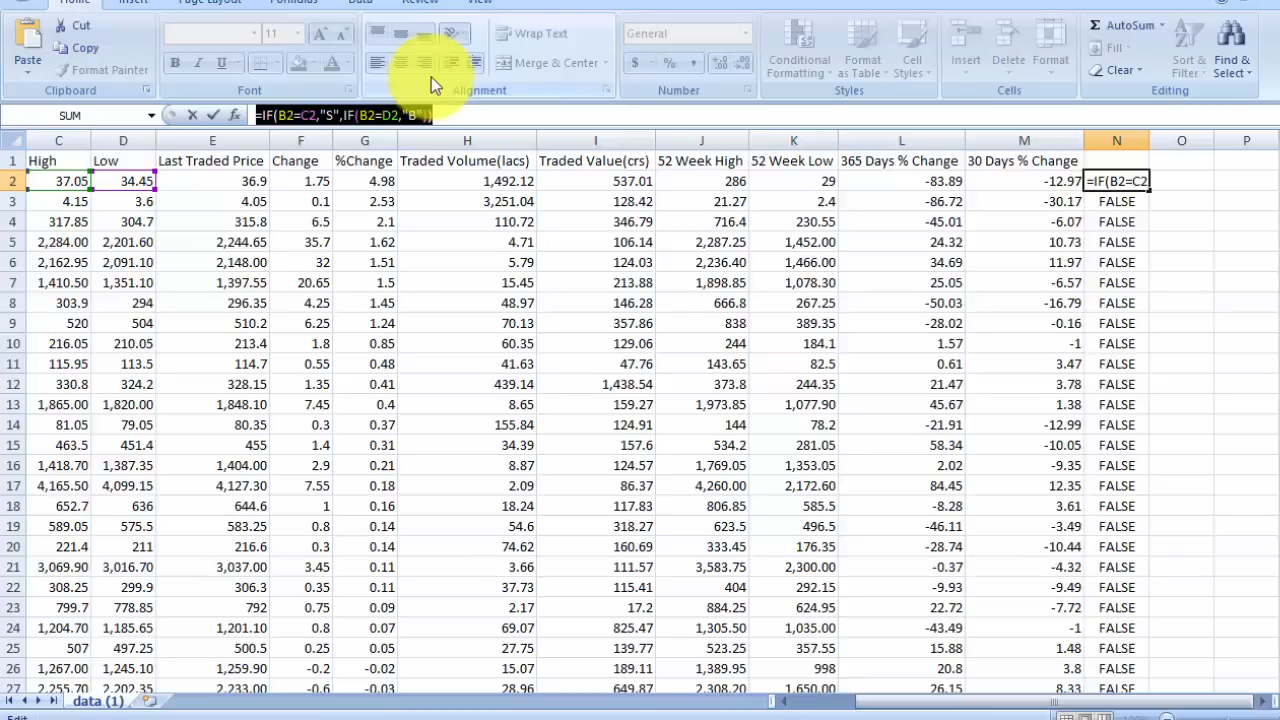 Home Insert Page Layout Formulas Data Review View
Cut
Copy
Format Painter
Paste
Clipboard
11 A A
B I U A
Font
Wrap Text
Merge & Center
Alignment
General
$ % ,
Number
Conditional Formatting
Format as Table
Cell Styles
Styles
Insert
Delete
Format
Cells
Σ AutoSum
Fill
Clear
Sort & Filter
Find & Select
Editing
SUM fx =IF(B2=C2,"S",IF(B2=D2,"B"))
C D E F G H I J K L M N O P
1 High Low Last Traded Price Change %Change Traded Volume(lacs) Traded Value(crs) 52 Week High 52 Week Low 365 Days % Change 30 Days % Change
2 37.05 34.45 36.9 1.75 4.98 1,492.12 537.01 286 29 -83.89 -12.97 =IF(B2=C2
3 4.15 3.6 4.05 0.1 2.53 3,251.04 128.42 21.27 2.4 -86.72 -30.17 FALSE
4 317.85 304.7 315.8 6.5 2.1 110.72 346.79 716.4 230.55 -45.01 -6.07 FALSE
5 2,284.00 2,201.60 2,244.65 35.7 1.62 4.71 106.14 2,287.25 1,452.00 24.32 10.73 FALSE
6 2,162.95 2,091.10 2,148.00 32 1.51 5.79 124.03 2,236.40 1,466.00 34.69 11.97 FALSE
7 1,410.50 1,351.10 1,397.55 20.65 1.5 15.45 213.88 1,898.85 1,078.30 25.05 -6.57 FALSE
8 303.9 294 296.35 4.25 1.45 48.97 146.28 666.8 267.25 -50.03 -16.79 FALSE
9 520 504 510.2 6.25 1.24 70.13 357.86 838 389.35 -28.02 -0.16 FALSE
10 216.05 210.05 213.4 1.8 0.85 60.35 129.06 244 184.1 1.57 -1 FALSE
11 115.95 113.5 114.7 0.55 0.48 41.63 47.76 143.65 82.5 0.61 3.47 FALSE
12 330.8 324.2 328.15 1.35 0.41 439.14 1,438.54 373.8 244.35 21.47 3.78 FALSE
13 1,865.00 1,820.00 1,848.10 7.45 0.4 8.65 159.27 1,973.85 1,077.90 45.67 1.38 FALSE
14 81.05 79.05 80.35 0.3 0.37 155.84 124.91 144 78.2 -21.91 -12.99 FALSE
15 463.5 451.4 455 1.4 0.31 34.39 157.6 534.2 281.05 58.34 -10.05 FALSE
16 1,418.70 1,387.35 1,404.00 2.9 0.21 8.87 124.57 1,769.05 1,353.05 2.02 -9.35 FALSE
17 4,165.50 4,099.15 4,127.30 7.55 0.18 2.09 86.37 4,260.00 2,172.60 84.45 12.35 FALSE
18 652.7 636 644.6 1 0.16 18.24 117.83 806.85 585.5 -8.28 3.61 FALSE
19 589.05 575.5 583.25 0.8 0.14 54.6 318.27 623.5 496.5 -46.11 -3.49 FALSE
20 221.4 211 216.6 0.3 0.14 74.62 160.69 333.45 176.35 -28.74 -10.44 FALSE
21 3,069.90 3,016.70 3,037.00 3.45 0.11 3.66 111.57 3,583.75 2,300.00 -0.37 -4.32 FALSE
22 308.25 299.9 306.3 0.35 0.11 37.73 115.41 404 292.15 -9.93 -9.49 FALSE
23 799.7 778.85 792 0.75 0.09 2.17 17.2 884.25 624.95 22.72 -7.72 FALSE
24 1,204.70 1,185.65 1,201.10 0.8 0.07 69.07 825.47 1,305.50 1,035.00 -43.49 -1 FALSE
25 507 497.25 500.5 0.25 0.05 27.75 139.77 523.25 357.55 15.88 1.48 FALSE
26 1,267.00 1,245.10 1,259.90 -0.2 -0.02 15.07 189.11 1,389.95 998 20.8 3.8 FALSE
27 2,255.70 2,202.35 2,233.00 -0.6 -0.03 28.96 649.87 2,308.20 1,650.00 26.15 8.33 FALSE
data (1)
Edit